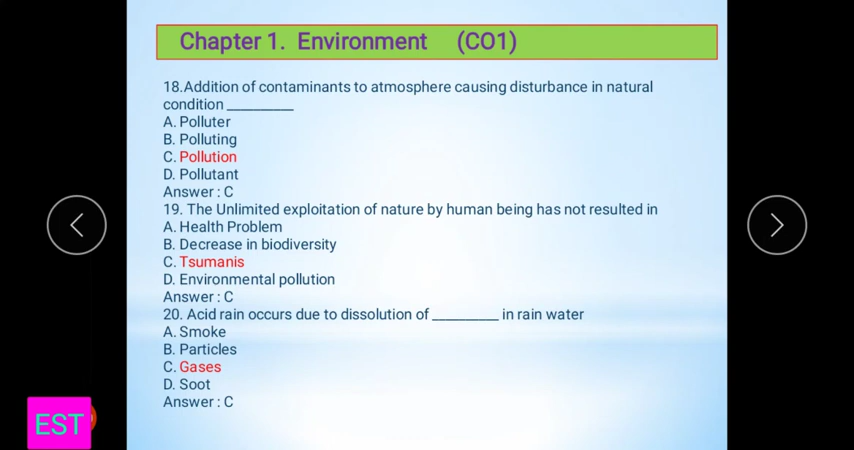 Chapter 1. Environment (CO1)
18.Addition of contaminants to atmosphere causing disturbance in natural
condition __________
A. Polluter
B. Polluting
C. Pollution
D. Pollutant
Answer : C
19. The Unlimited exploitation of nature by human being has not resulted in
A. Health Problem
B. Decrease in biodiversity
C. Tsumanis
D. Environmental pollution
Answer : C
20. Acid rain occurs due to dissolution of __________ in rain water
A. Smoke
B. Particles
C. Gases
D. Soot
Answer : C
EST